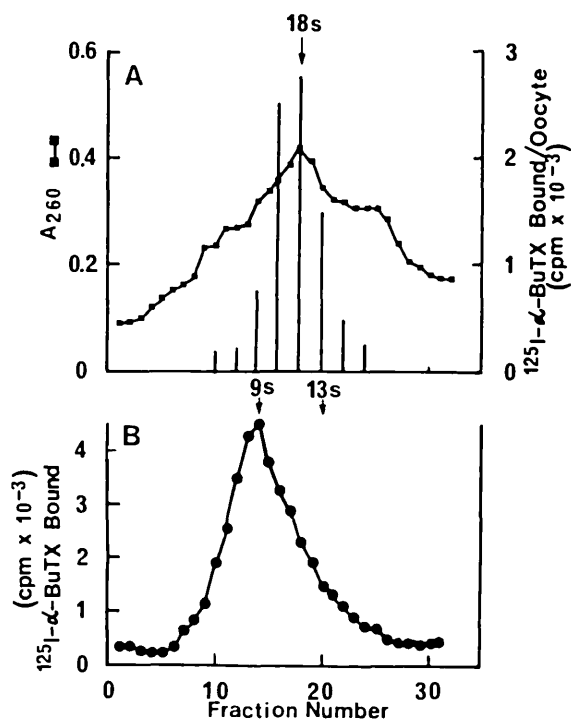 18s
A
0.6
0.4
0.2
0
A260
3
2
1
0
125I-α-BuTX Bound/Oocyte
(cpm x 10-3)
9s
13s
B
4
3
2
1
0
125I-α-BuTX Bound
(cpm x 10-3)
0
10
20
30
Fraction Number